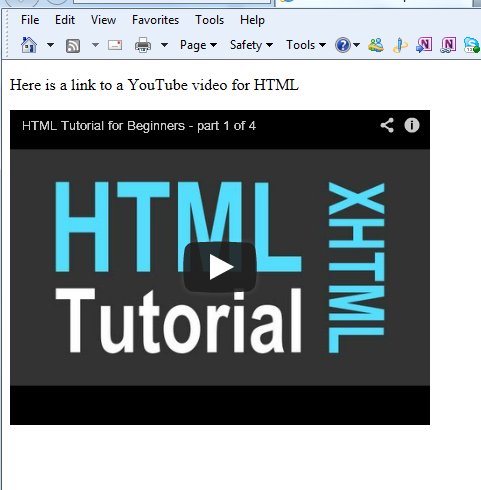 File Edit View Favorites Tools Help
Page Safety Tools
Here is a link to a YouTube video for HTML
HTML Tutorial for Beginners - part 1 of 4
HTML
Tutorial
XHTML